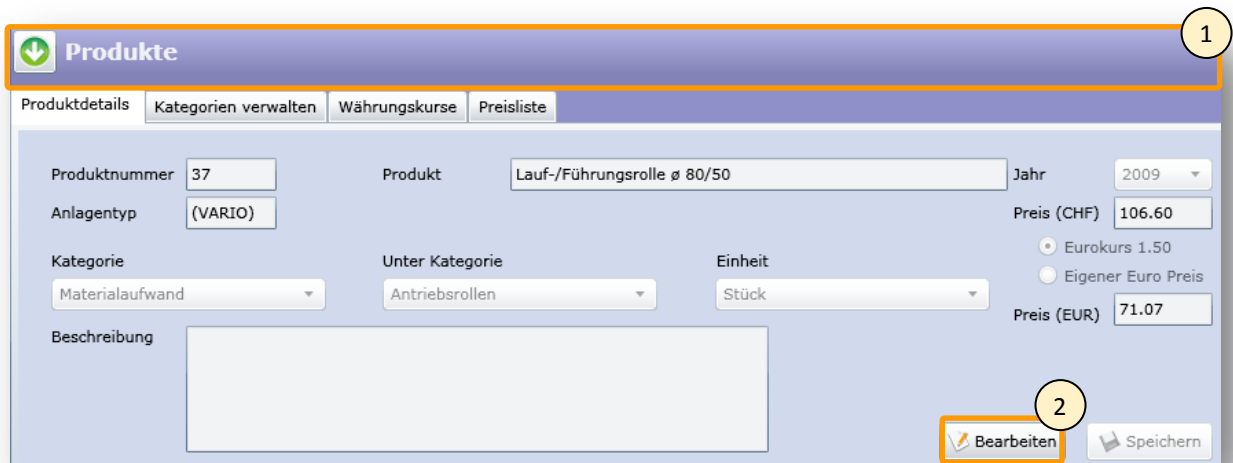 1
Produkte
Produktdetails Kategorien verwalten Währungskurse Preisliste
Produktnummer 37 Produkt Lauf-/Führungsrolle ø 80/50 Jahr 2009
Anlagentyp (VARIO) Preis (CHF) 106.60
Eurokurs 1.50
Kategorie Unter Kategorie Einheit
Eigener Euro Preis
Materialaufwand Antriebsrollen Stück
Preis (EUR) 71.07
Beschreibung
2
Bearbeiten Speichern